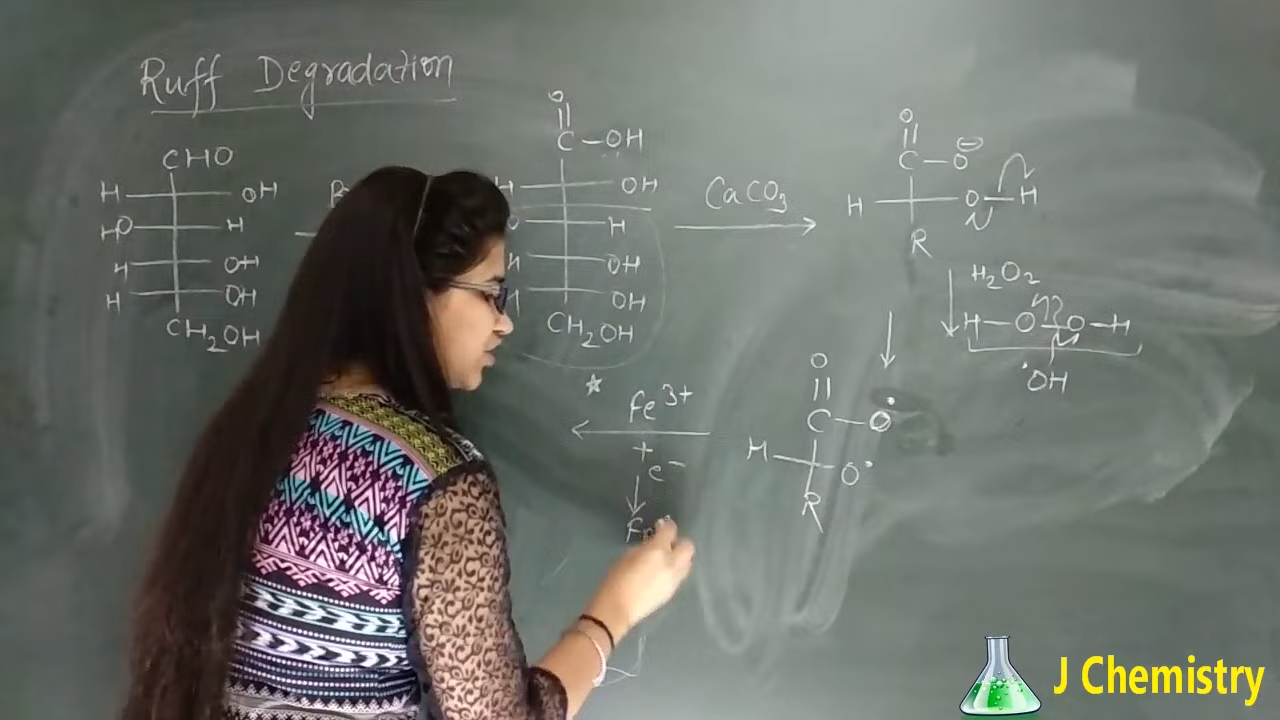 Ruff Degradation
CHO
H OH
HO H
H OH
H OH
CH2OH
O
C-OH
H OH
H
OH
OH
CH2OH
CaCO3
O
C-O⊖
H O-H
R
H2O2
H-O-O-H
•OH
O
C-O•
H O•
R
☆ Fe3+
+
e-
J Chemistry